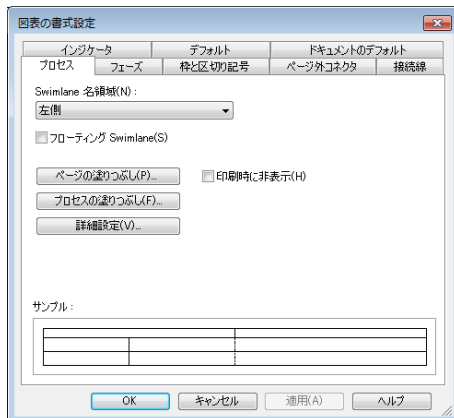 図表の書式設定
インジケータ デフォルト ドキュメントのデフォルト
プロセス フェーズ 枠と区切り記号 ページ外コネクタ 接続線
Swimlane 名領域(N) :
左側
フローティング Swimlane(S)
ページの塗りつぶし(P)... 印刷時に非表示(H)
プロセスの塗りつぶし(F)...
詳細設定(V)...
サンプル :
OK キャンセル 適用(A) ヘルプ